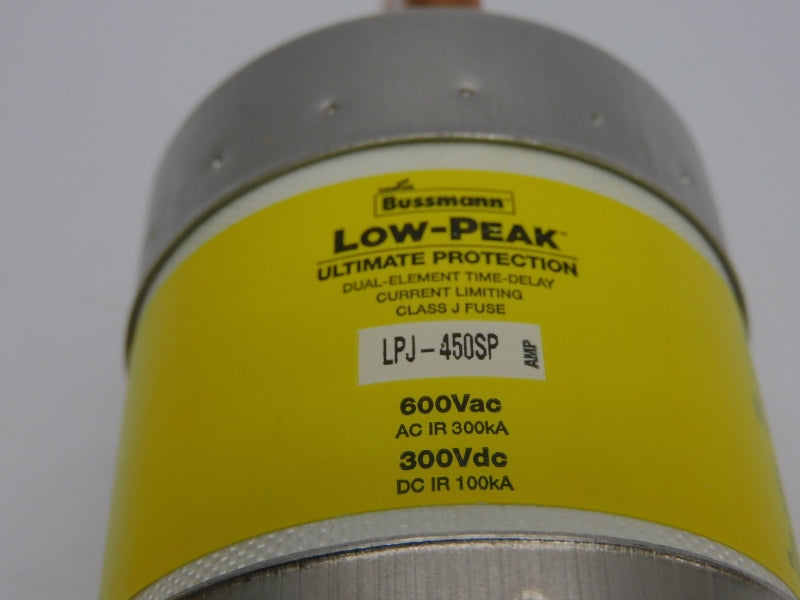 Bussmann
LOW-PEAK™
ULTIMATE PROTECTION
DUAL-ELEMENT TIME-DELAY
CURRENT LIMITING
CLASS J FUSE
LPJ-450SP AMP
600Vac
AC IR 300kA
300Vdc
DC IR 100kA